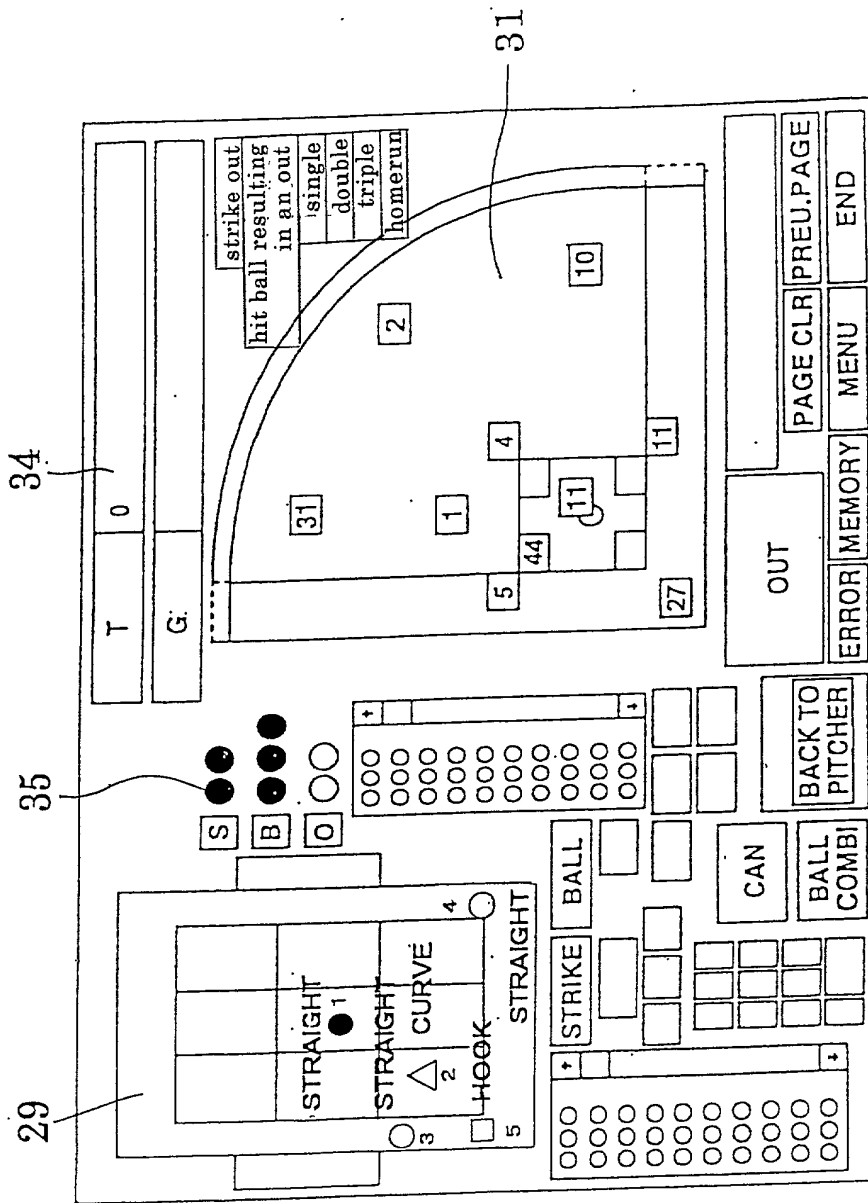 29
35
34
31
T
0
G.
S
B
O
strike out
hit ball resulting
in an out
single
double
triple
homerun
STRAIGHT
1
STRAIGHT
CURVE
2
3
4
HOOK
5
STRAIGHT
31
2
1
4
10
5
44
11
11
27
STRIKE
BALL
CAN
BALL
COMBI
BACK TO
PITCHER
OUT
PAGE CLR
PREU.PAGE
ERROR
MEMORY
MENU
END